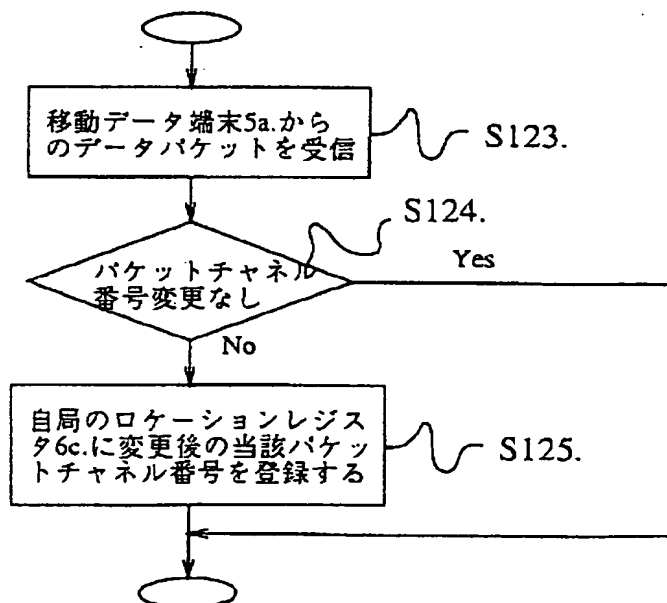 移動データ端末5a.から
のデータパケットを受信
S123.
S124.
パケットチャネル
番号変更なし
Yes
No
自局のロケーションレジス
タ6c.に変更後の当該パケッ
トチャネル番号を登録する
S125.